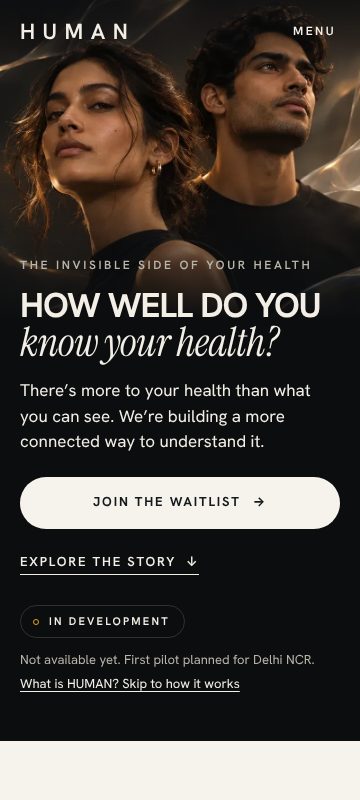 HUMAN
MENU
THE INVISIBLE SIDE OF YOUR HEALTH
HOW WELL DO YOU
know your health?
There’s more to your health than what
you can see. We’re building a more
connected way to understand it.
JOIN THE WAITLIST →
EXPLORE THE STORY ↓
IN DEVELOPMENT
Not available yet. First pilot planned for Delhi NCR.
What is HUMAN? Skip to how it works